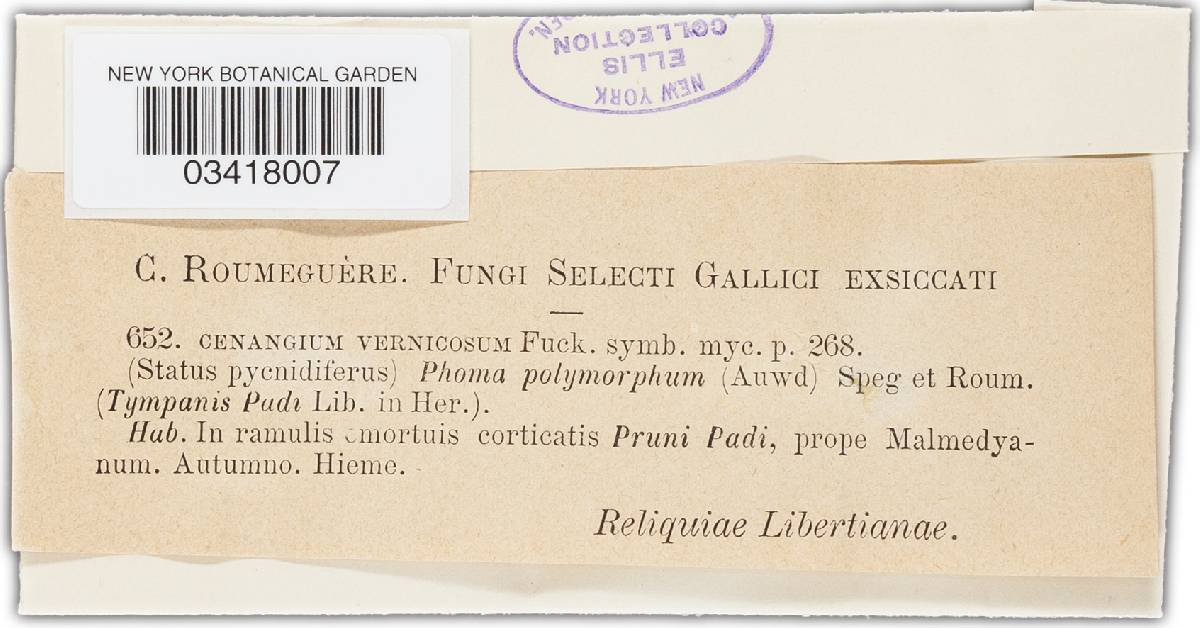 NEW YORK BOTANICAL GARDEN
03418007
NEW YORK
ELLIS
COLLECTION
C. ROUMEGUÈRE. FUNGI SELECTI GALLICI EXSICCATI
652. CENANGIUM VERNICOSUM Fuck. symb. myc. p. 268.
(Status pycnidiferus) Phoma polymorphum (Auwd) Speg et Roum.
(Tympanis Padi Lib. in Her.).
Hab. In ramulis emortuis corticatis Pruni Padi, prope Malmedya-
num. Autumno. Hieme.
Reliquiae Libertianae.